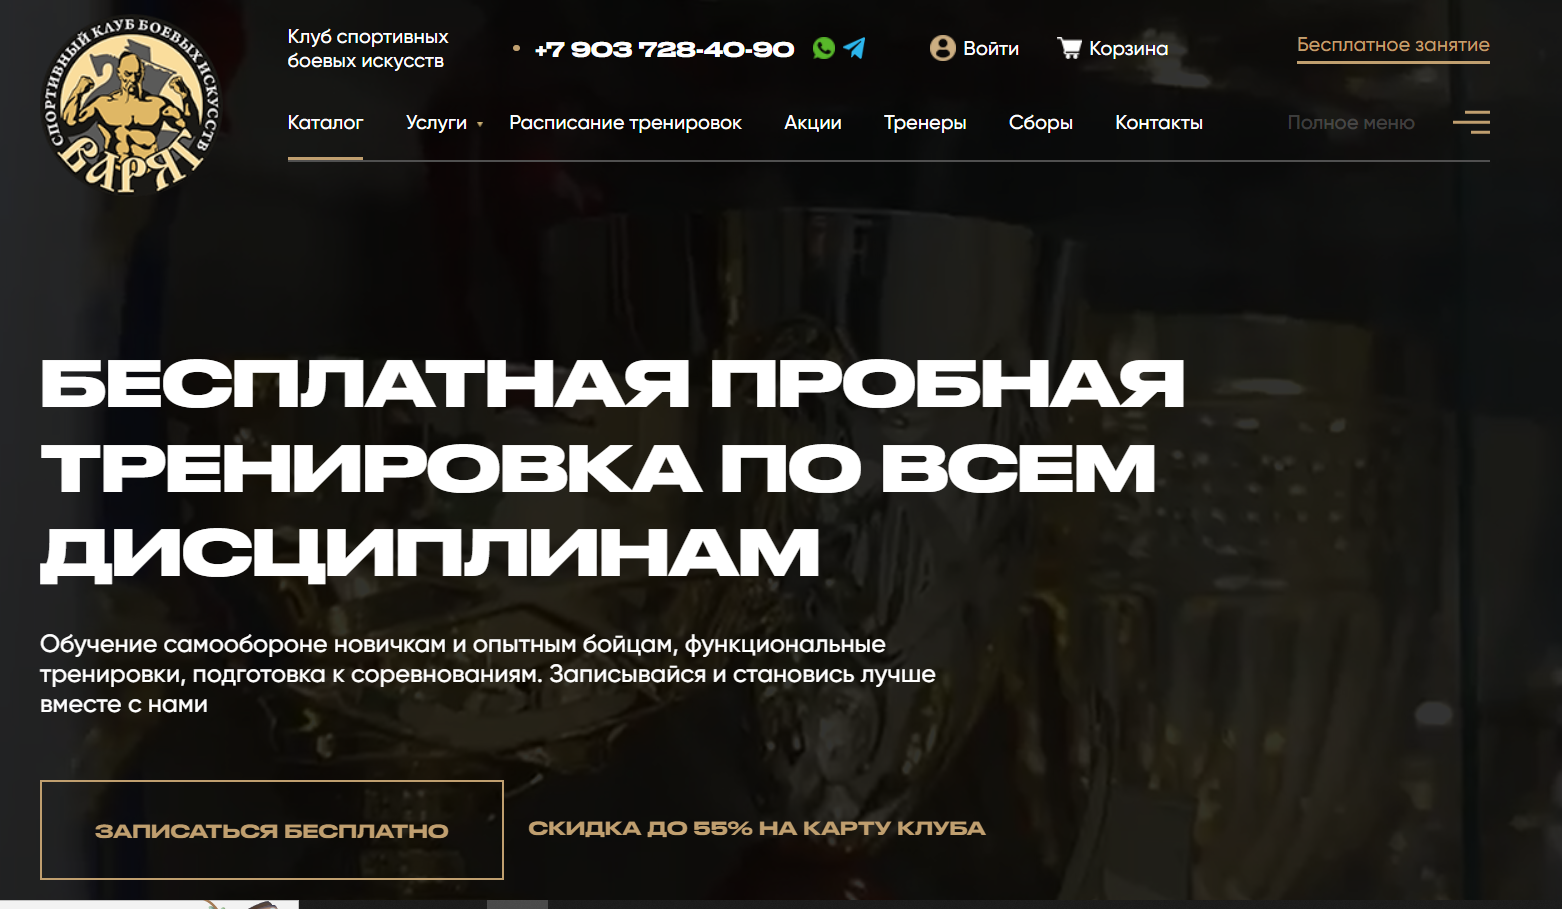 СПОРТИВНЫЙ КЛУБ БОЕВЫХ ИСКУССТВ
ВАРЯГ
Клуб спортивных
боевых искусств
+7 903 728-40-90
Войти
Корзина
Бесплатное занятие
Каталог
Услуги
Расписание тренировок
Акции
Тренеры
Сборы
Контакты
Полное меню
БЕСПЛАТНАЯ ПРОБНАЯ
ТРЕНИРОВКА ПО ВСЕМ
ДИСЦИПЛИНАМ
Обучение самообороне новичкам и опытным бойцам, функциональные
тренировки, подготовка к соревнованиям. Записывайся и становись лучше
вместе с нами
ЗАПИСАТЬСЯ БЕСПЛАТНО
СКИДКА ДО 55% НА КАРТУ КЛУБА